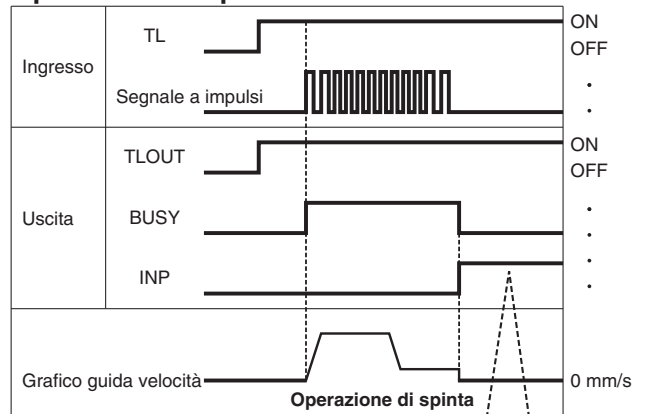 ON
TL
OFF
Ingresso
Segnale a impulsi
ON
TLOUT
OFF
Uscita
BUSY
INP
Grafico guida velocità
0 mm/s
Operazione di spinta